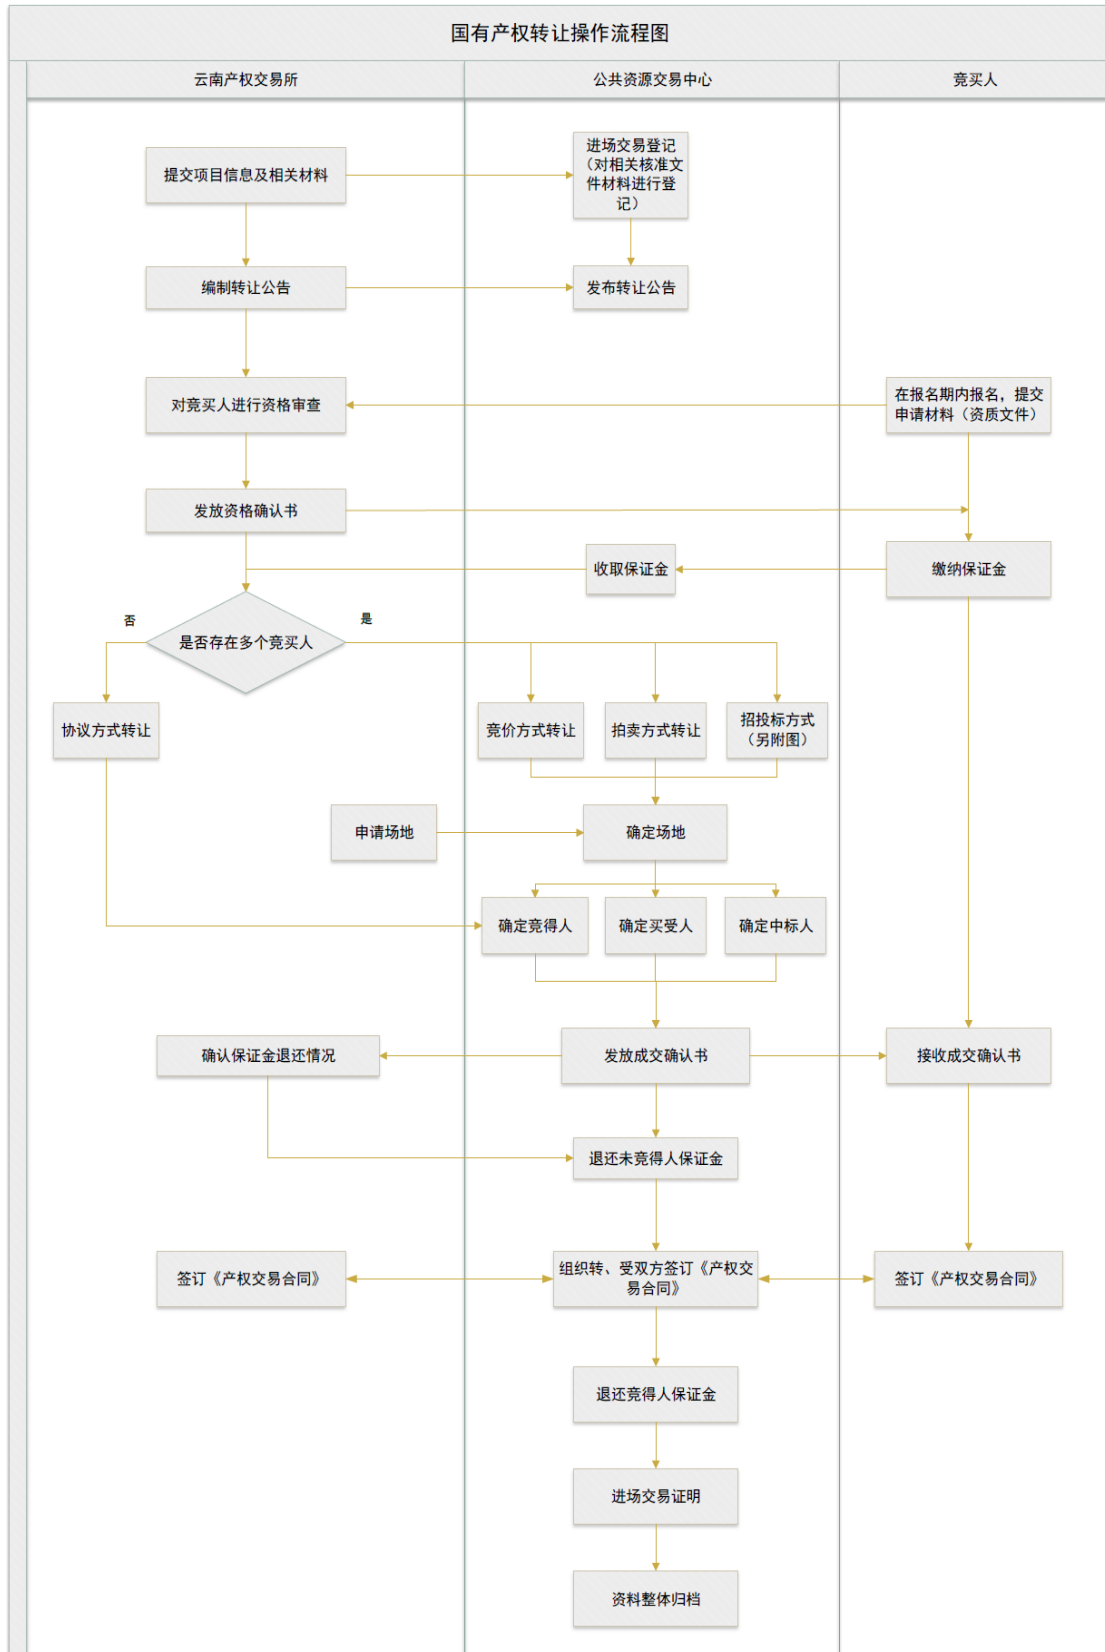 国有产权转让操作流程图
云南产权交易所
公共资源交易中心
竞买人
提交项目信息及相关材料
进场交易登记
（对相关核准文
件材料进行登
记）
编制转让公告
发布转让公告
对竞买人进行资格审查
在报名期内报名，提交
申请材料（资质文件）
发放资格确认书
收取保证金
缴纳保证金
否
是
是否存在多个竞买人
协议方式转让
竞价方式转让
拍卖方式转让
招投标方式
（另附图）
申请场地
确定场地
确定竞得人
确定买受人
确定中标人
确认保证金退还情况
发放成交确认书
接收成交确认书
退还未竞得人保证金
签订《产权交易合同》
组织转、受双方签订《产权交
易合同》
签订《产权交易合同》
退还竞得人保证金
进场交易证明
资料整体归档